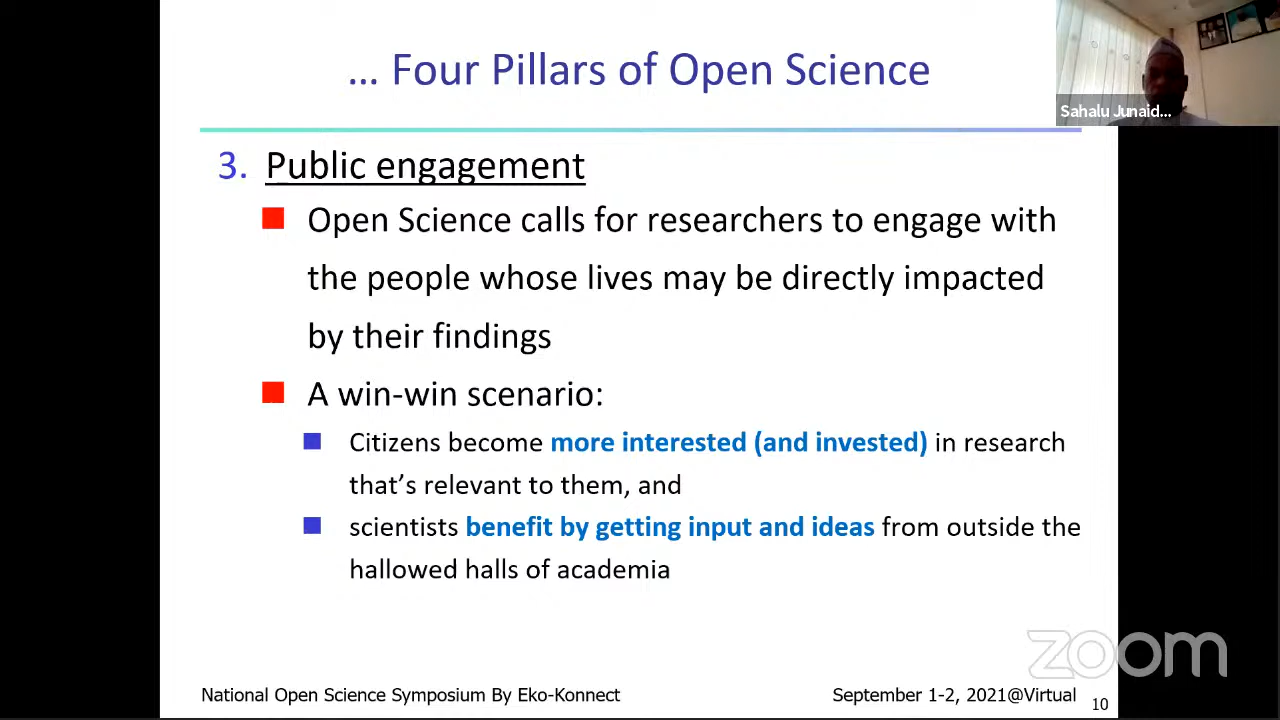 ... Four Pillars of Open Science
Sahalu Junaid...
3. Public engagement
Open Science calls for researchers to engage with
the people whose lives may be directly impacted
by their findings
A win-win scenario:
Citizens become more interested (and invested) in research
that's relevant to them, and
scientists benefit by getting input and ideas from outside the
hallowed halls of academia
zoom
National Open Science Symposium By Eko-Konnect
September 1-2, 2021@Virtual
10